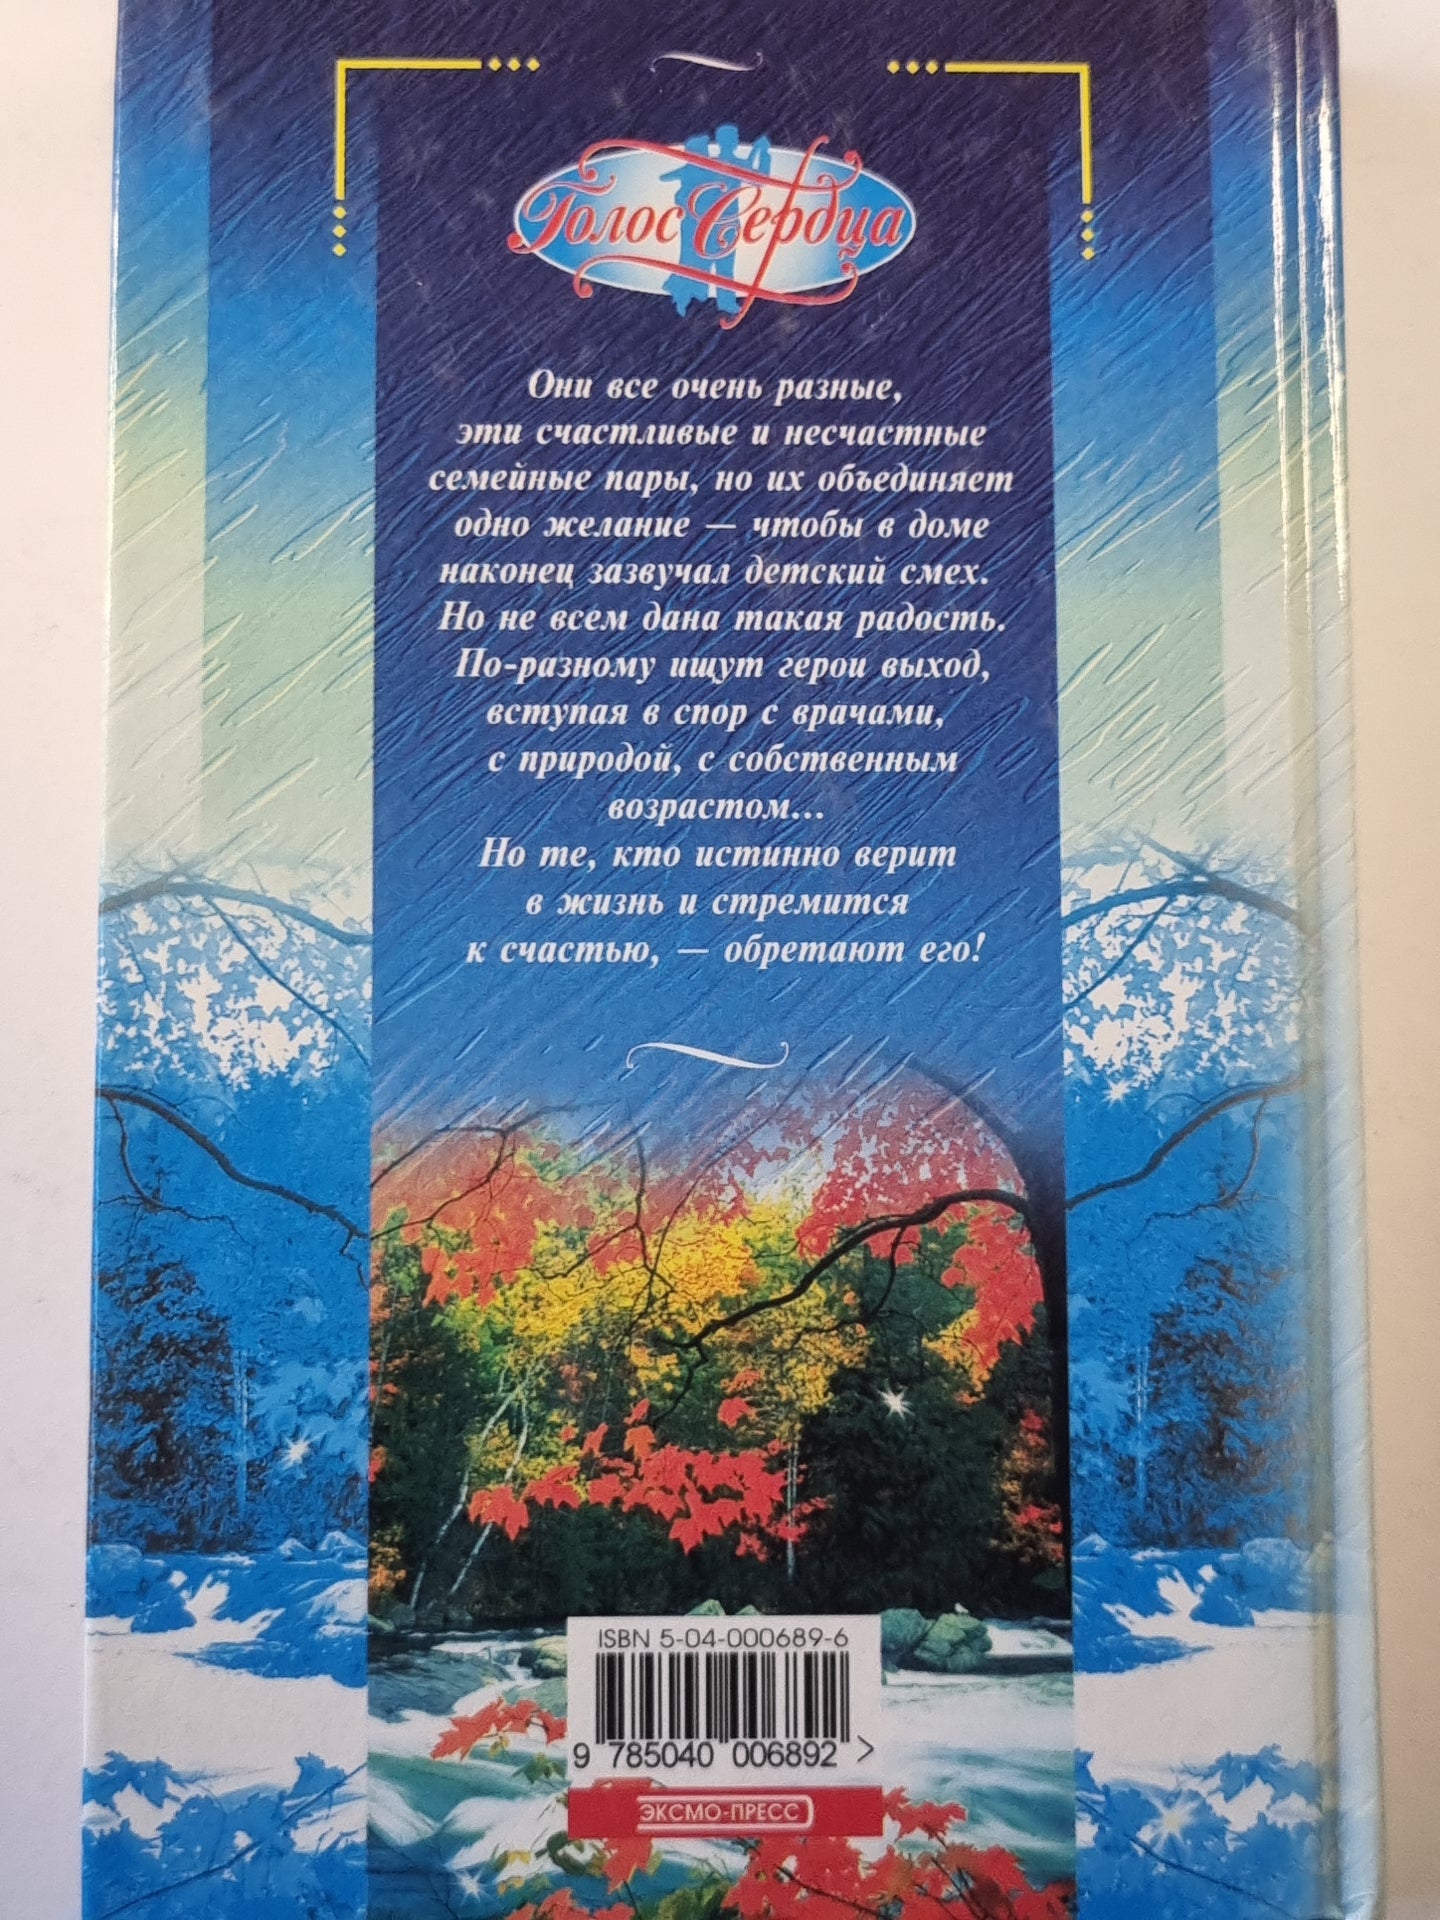 Голос Сердца
Они все очень разные,
эти счастливые и несчастные
семейные пары, но их объединяет
одно желание — чтобы в доме
наконец зазвучал детский смех.
Но не всем дана такая радость.
По-разному ищут герои выход,
вступая в спор с врачами,
с природой, с собственным
возрастом...
Но те, кто истинно верит
в жизнь и стремится
к счастью, — обретают его!
ISBN 5-04-000689-6
9 785040 006892 >
ЭКСМО-ПРЕСС